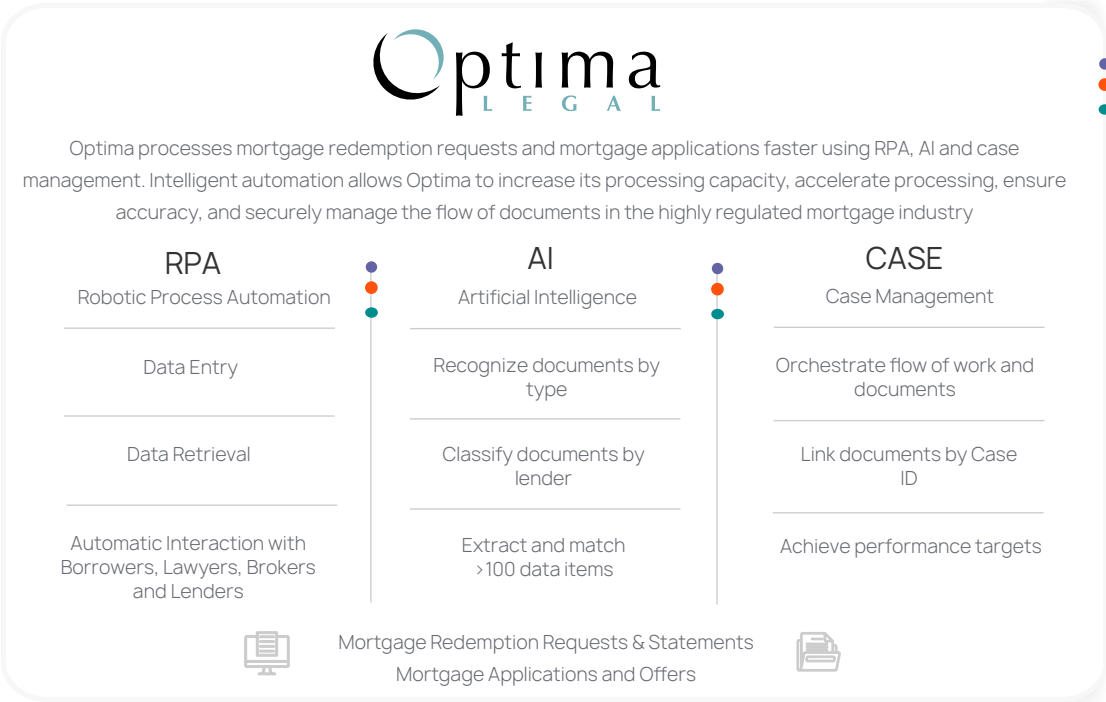 Optima
LEGAL
Optima processes mortgage redemption requests and mortgage applications faster using RPA, AI and case
management. Intelligent automation allows Optima to increase its processing capacity, accelerate processing, ensure
accuracy, and securely manage the flow of documents in the highly regulated mortgage industry
RPA
Robotic Process Automation
Data Entry
Data Retrieval
Automatic Interaction with
Borrowers, Lawyers, Brokers
and Lenders
AI
Artificial Intelligence
Recognize documents by
type
Classify documents by
lender
Extract and match
>100 data items
CASE
Case Management
Orchestrate flow of work and
documents
Link documents by Case
ID
Achieve performance targets
Mortgage Redemption Requests & Statements
Mortgage Applications and Offers